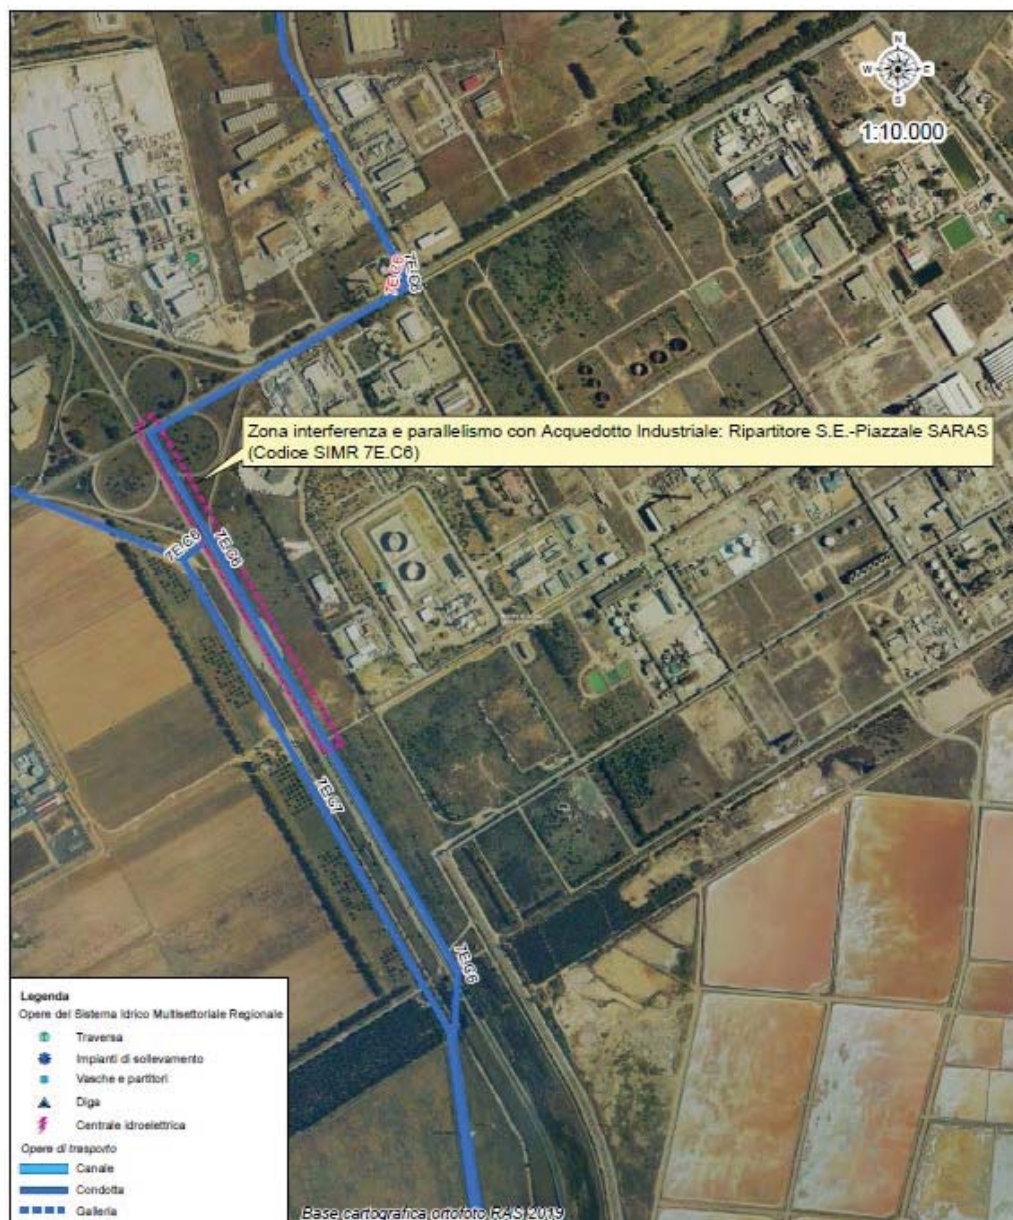 N
W E
S
1:10.000
7E.C6
7E.C6
Zona interferenza e parallelismo con Acquedotto Industriale: Ripartitore S.E.-Piazzale SARAS
(Codice SIMR 7E.C6)
7E.C6
7E.C6
7E.C7
7E.C6
Legenda
Opere del Sistema Idrico Multisettoriale Regionale
Traversa
Impianti di sollevamento
Vasche e partitori
Diga
Centrale idroelettrica
Opere di trasporto
Canale
Condotta
Galleria
Base cartografica ortofoto RAS 2019